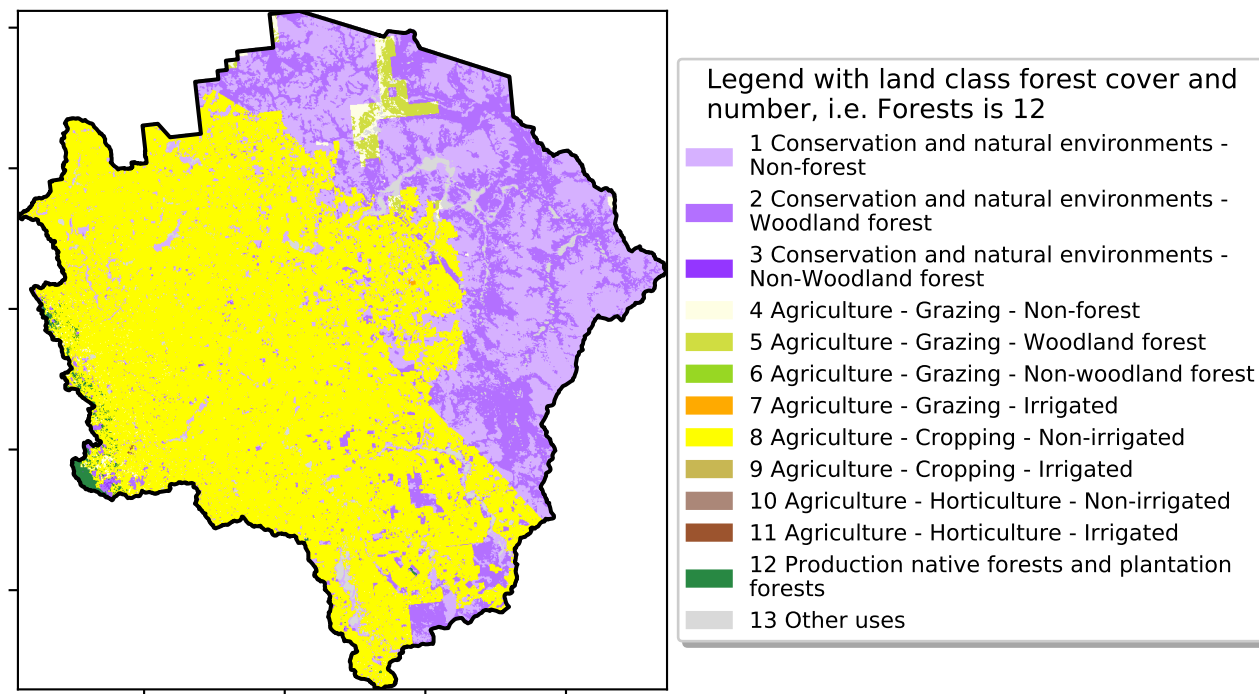 Legend with land class forest cover and
number, i.e. Forests is 12
1 Conservation and natural environments -
Non-forest
2 Conservation and natural environments -
Woodland forest
3 Conservation and natural environments -
Non-Woodland forest
4 Agriculture - Grazing - Non-forest
5 Agriculture - Grazing - Woodland forest
6 Agriculture - Grazing - Non-woodland forest
7 Agriculture - Grazing - Irrigated
8 Agriculture - Cropping - Non-irrigated
9 Agriculture - Cropping - Irrigated
10 Agriculture - Horticulture - Non-irrigated
11 Agriculture - Horticulture - Irrigated
12 Production native forests and plantation
forests
13 Other uses